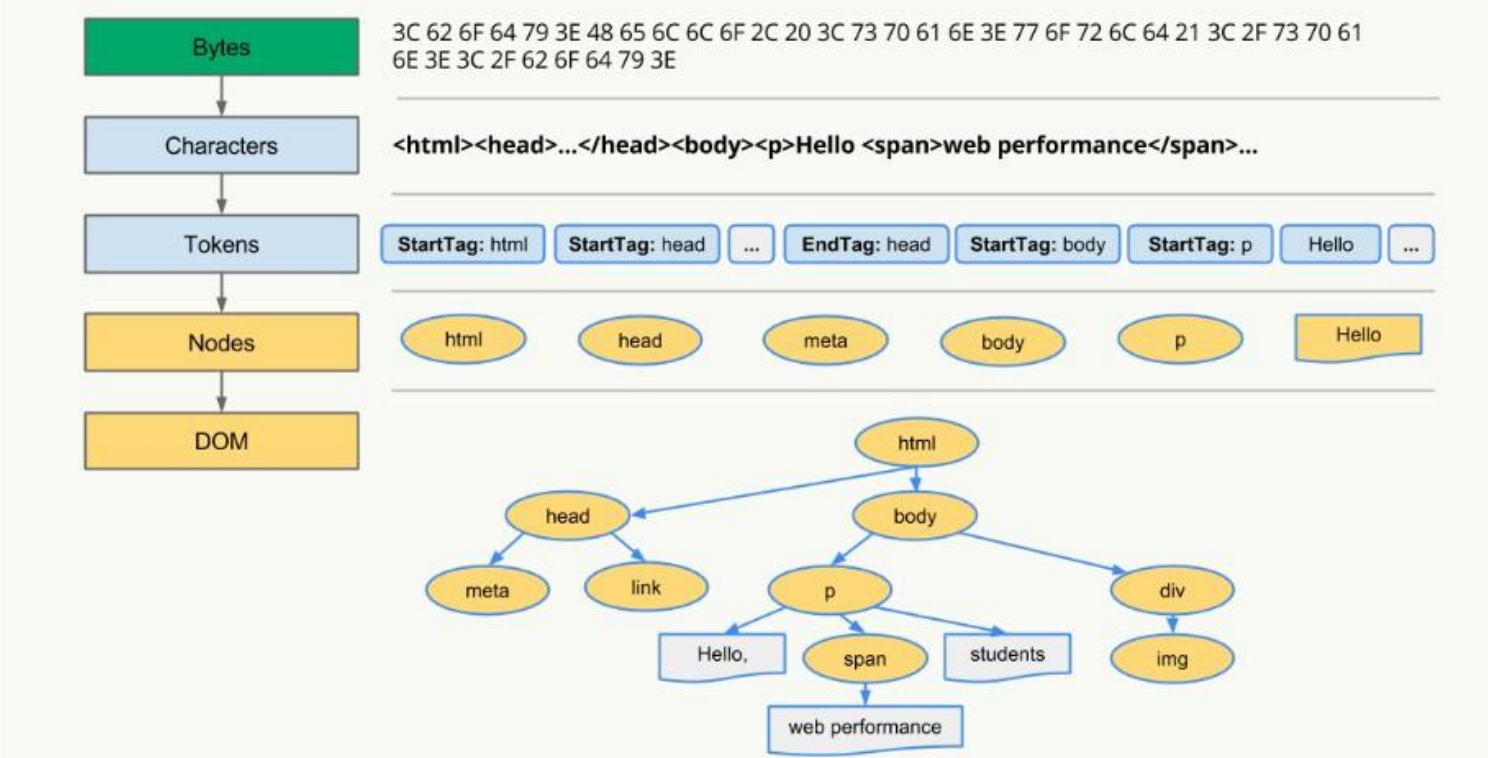 Bytes
3C 62 6F 64 79 3E 48 65 6C 6C 6F 2C 20 3C 73 70 61 6E 3E 77 6F 72 6C 64 21 3C 2F 73 70 61
6E 3E 3C 2F 62 6F 64 79 3E
Characters
<html><head>...</head><body><p>Hello <span>web performance</span>...
Tokens
StartTag: html
StartTag: head
...
EndTag: head
StartTag: body
StartTag: p
Hello
...
Nodes
html
head
meta
body
p
Hello
DOM
html
head
body
meta
link
p
div
Hello,
span
students
img
web performance